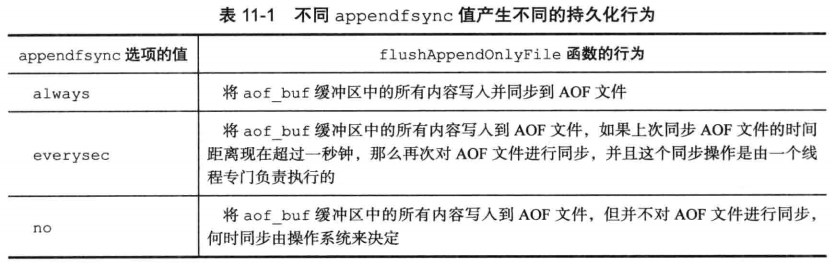 表 11-1 不同 appendfsync 值产生不同的持久化行为
appendfsync 选项的值
flushAppendOnlyFile 函数的行为
always
将 aof_buf 缓冲区中的所有内容写入并同步到 AOF 文件
everysec
将 aof_buf 缓冲区中的所有内容写入到 AOF 文件，如果上次同步 AOF 文件的时间
距离现在超过一秒钟，那么再次对 AOF 文件进行同步，并且这个同步操作是由一个线
程专门负责执行的
no
将 aof_buf 缓冲区中的所有内容写入到 AOF 文件，但并不对 AOF 文件进行同步，
何时同步由操作系统来决定